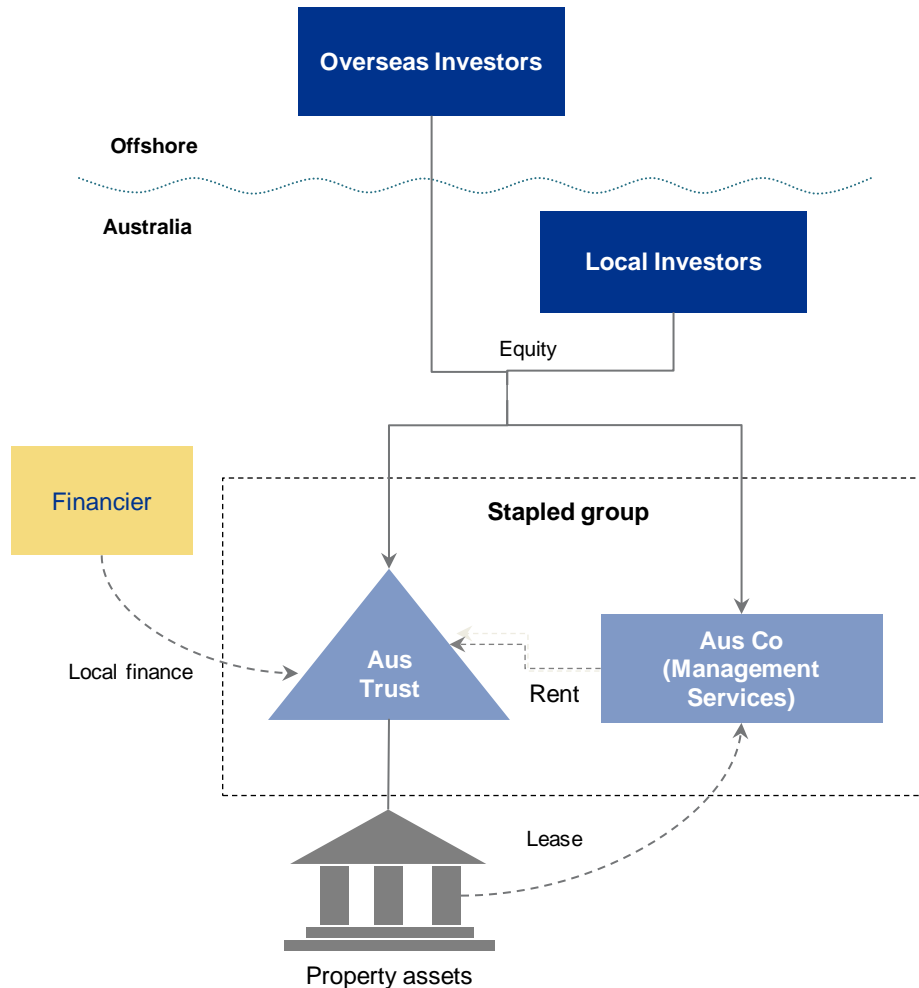 Overseas Investors
Offshore
Australia
Local Investors
Equity
Financier
Stapled group
Local finance
Aus
Trust
Rent
Aus Co
(Management
Services)
Lease
Property assets